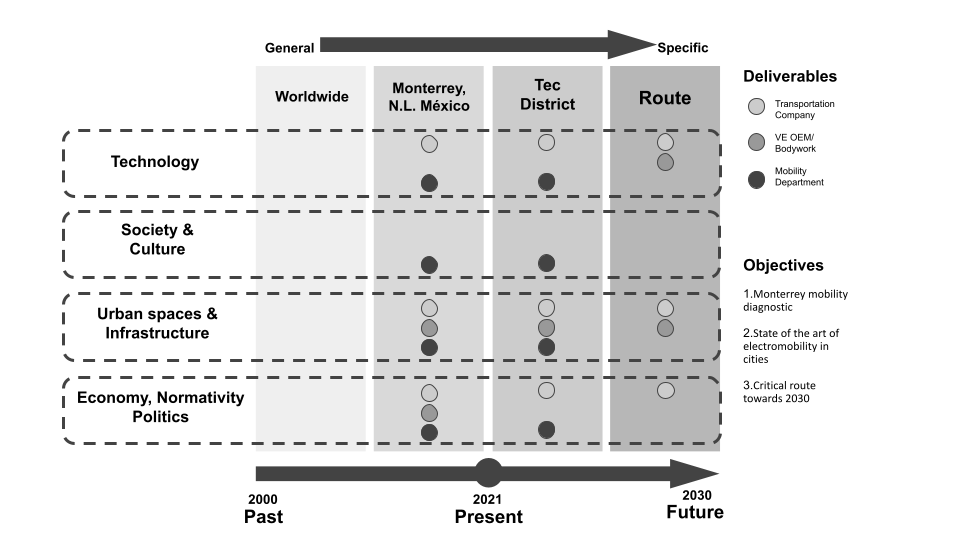 General
Specific
Worldwide
Monterrey,
N.L. México
Tec
District
Route
Technology
Society &
Culture
Urban spaces &
Infrastructure
Economy, Normativity
Politics
2000
Past
2021
Present
2030
Future
Deliverables
Transportation
Company
VE OEM/
Bodywork
Mobility
Department
Objectives
1.Monterrey mobility
diagnostic
2.State of the art of
electromobility in
cities
3.Critical route
towards 2030